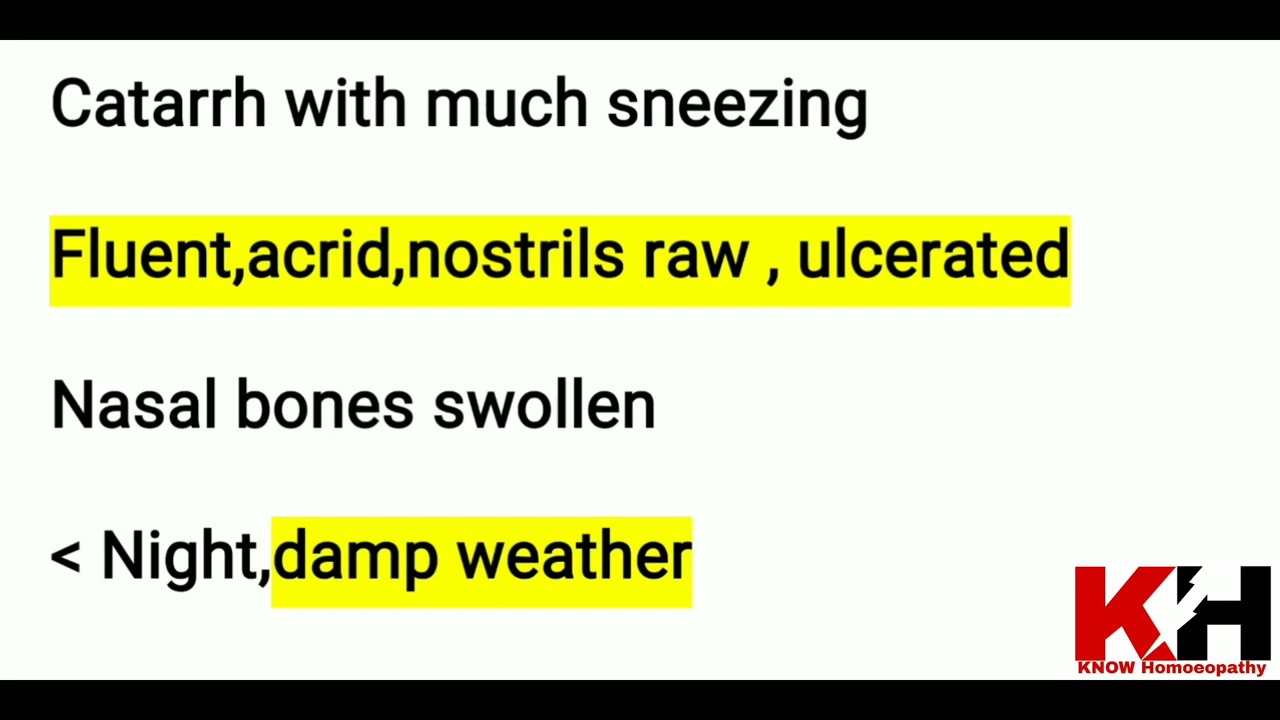 Catarrh with much sneezing
Fluent,acrid,nostrils raw , ulcerated
Nasal bones swollen
< Night,damp weather
KH
KNOW Homoeopathy